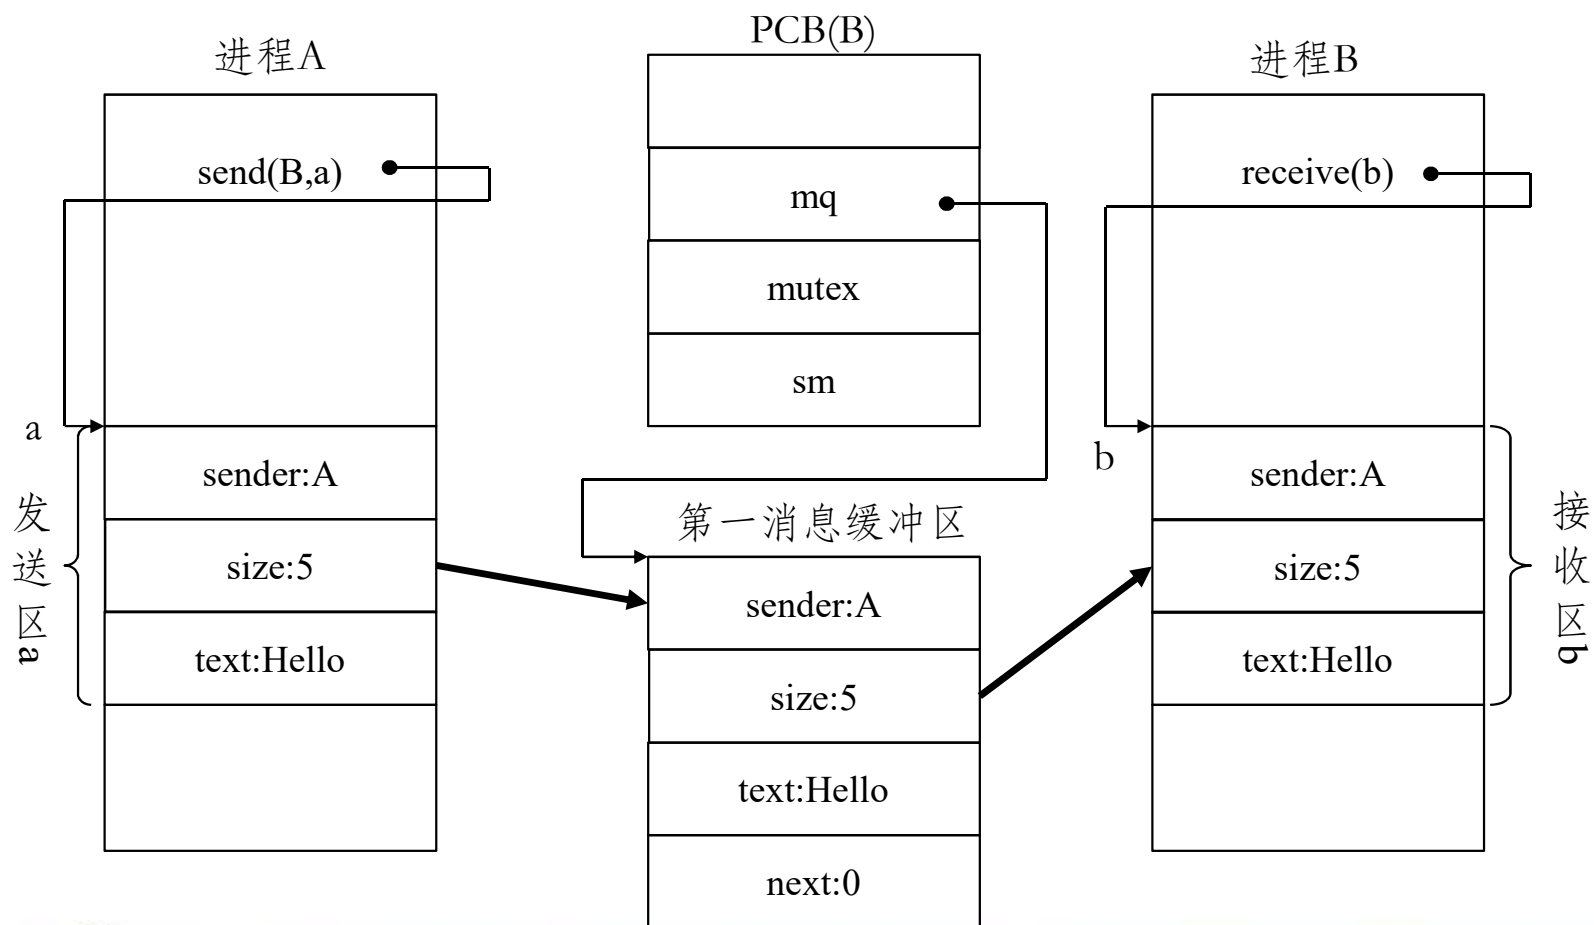 进程A
PCB(B)
进程B
send(B,a)
mq
mutex
sm
receive(b)
a
发送区a
sender:A
size:5
text:Hello
第一消息缓冲区
sender:A
size:5
text:Hello
next:0
b
sender:A
size:5
text:Hello
接收区b